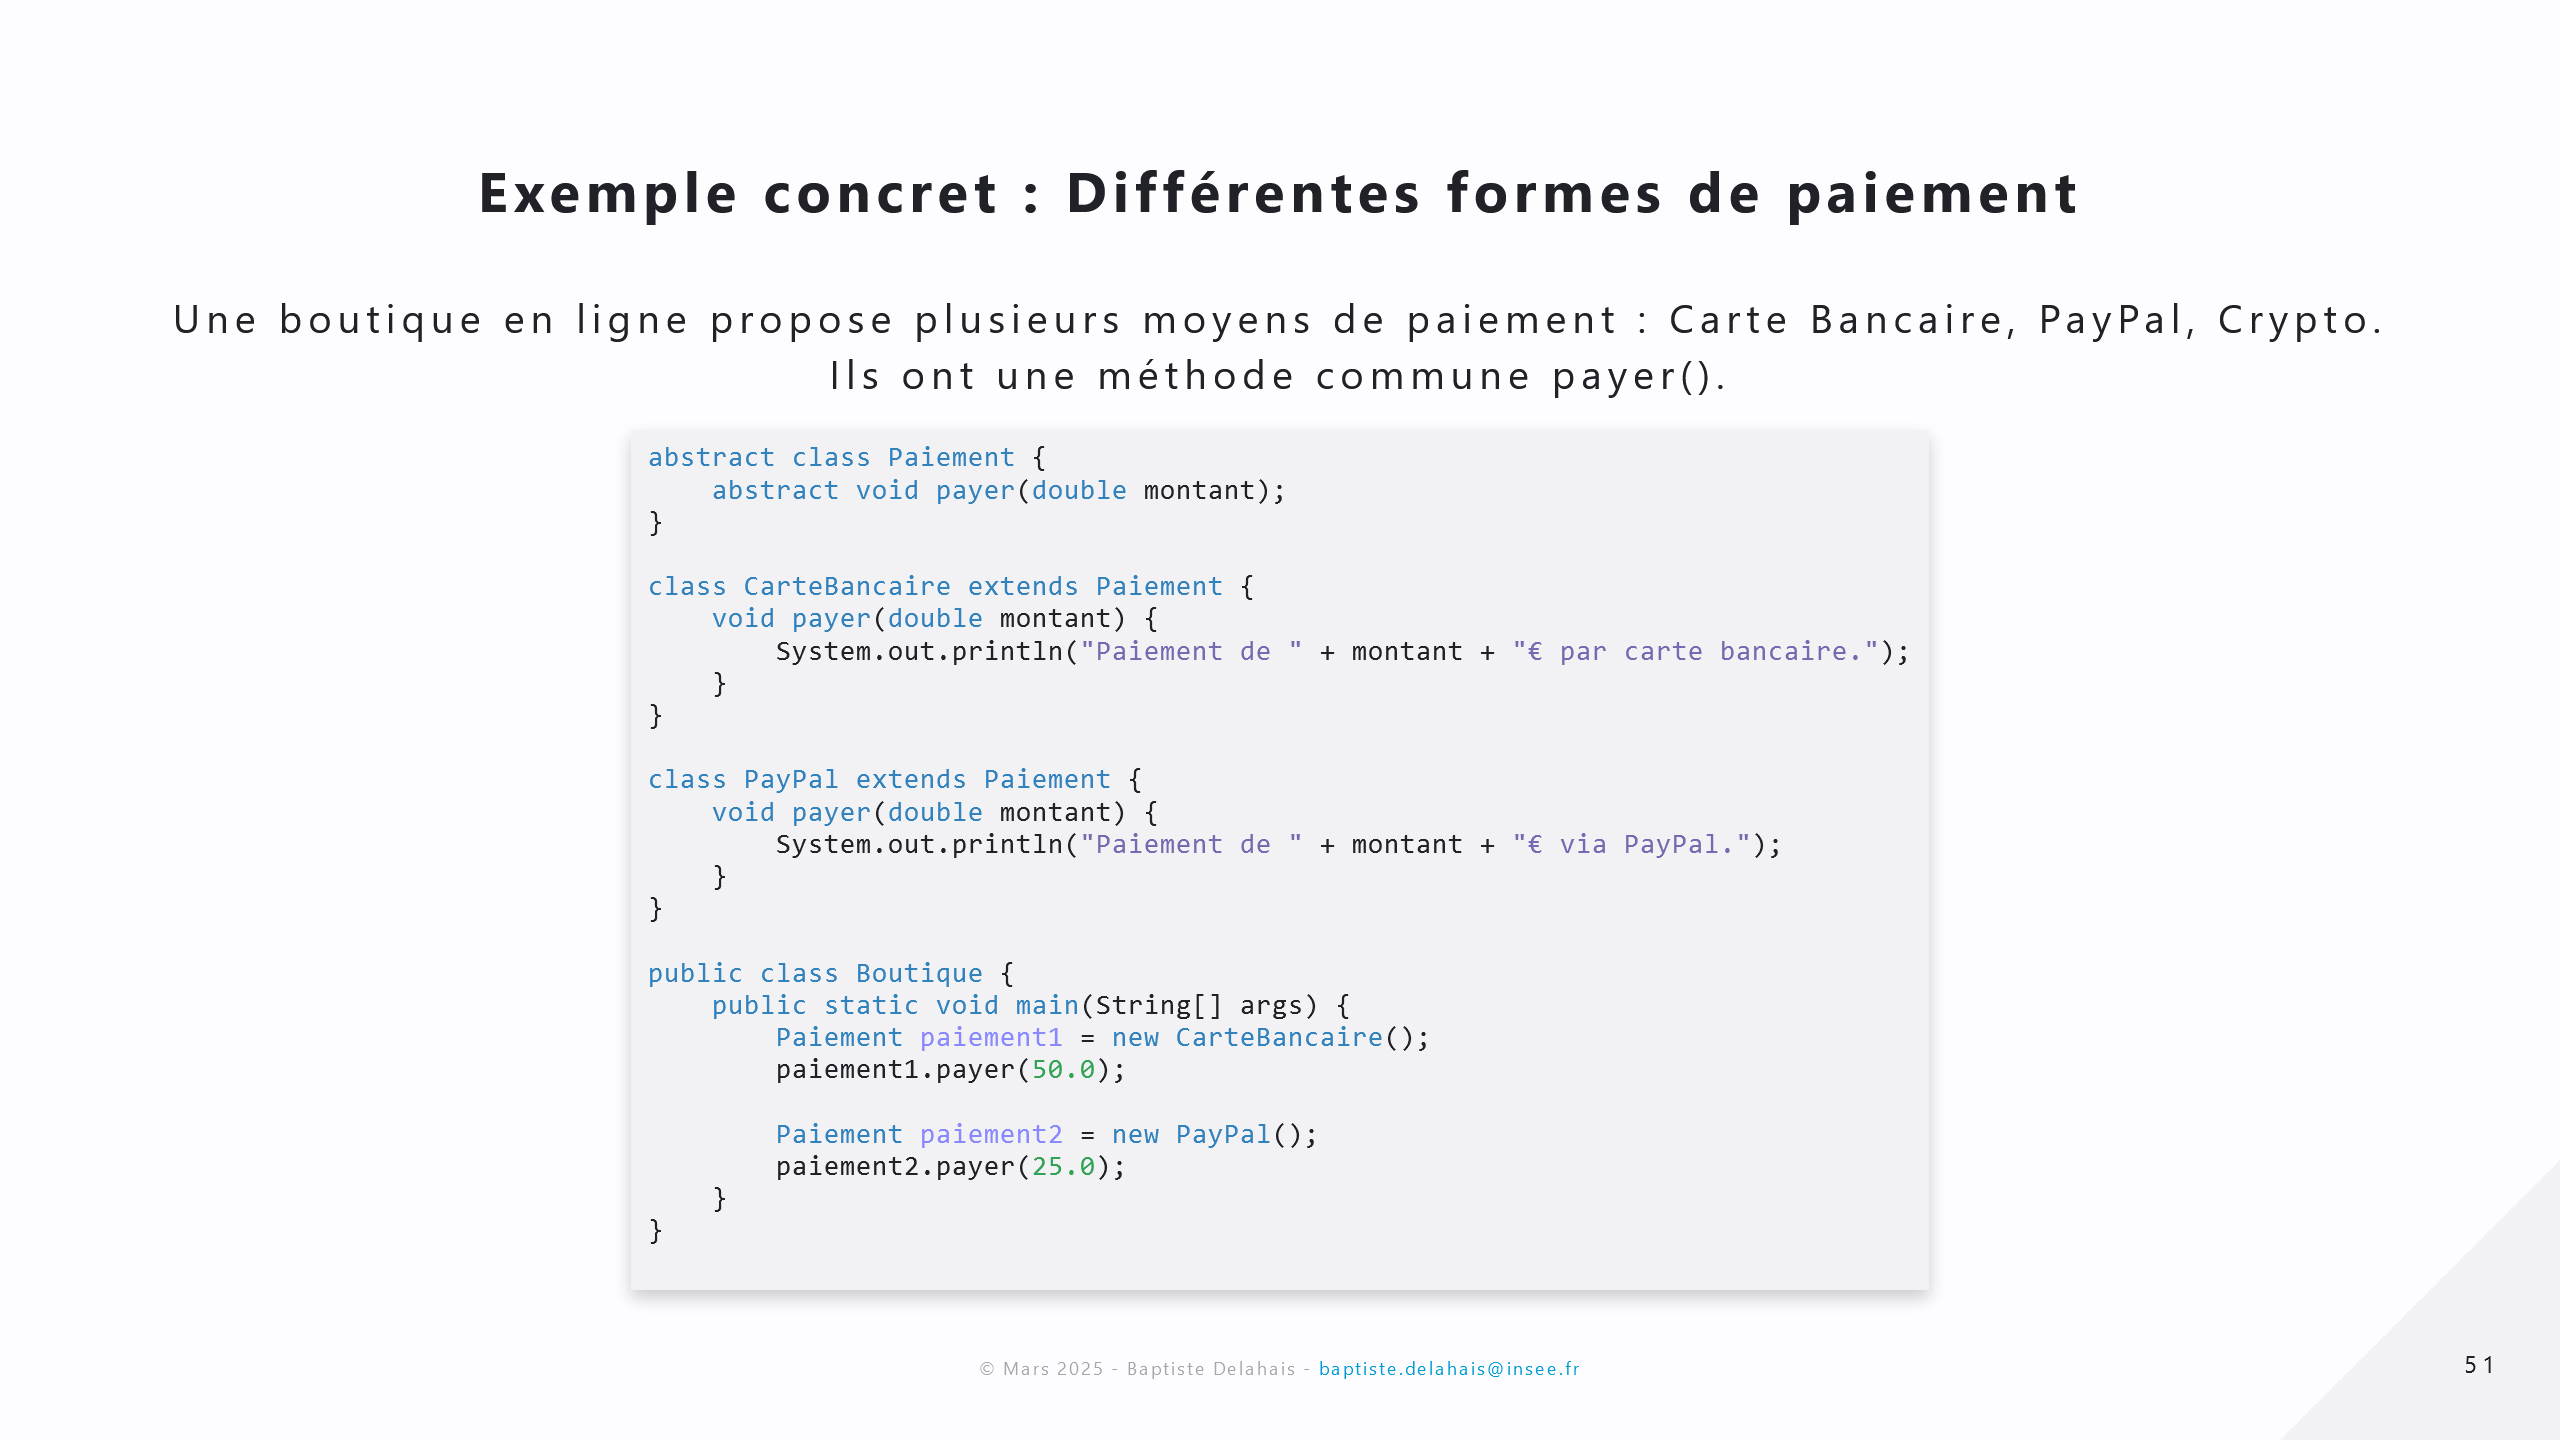 Exemple concret : Différentes formes de paiement
Une boutique en ligne propose plusieurs moyens de paiement : Carte Bancaire, PayPal, Crypto.
Ils ont une méthode commune payer().
abstract class Paiement {
    abstract void payer(double montant);
}

class CarteBancaire extends Paiement {
    void payer(double montant) {
        System.out.println("Paiement de " + montant + "€ par carte bancaire.");
    }
}

class PayPal extends Paiement {
    void payer(double montant) {
        System.out.println("Paiement de " + montant + "€ via PayPal.");
    }
}

public class Boutique {
    public static void main(String[] args) {
        Paiement paiement1 = new CarteBancaire();
        paiement1.payer(50.0);

        Paiement paiement2 = new PayPal();
        paiement2.payer(25.0);
    }
}
© Mars 2025 - Baptiste Delahais - baptiste.delahais@insee.fr
51